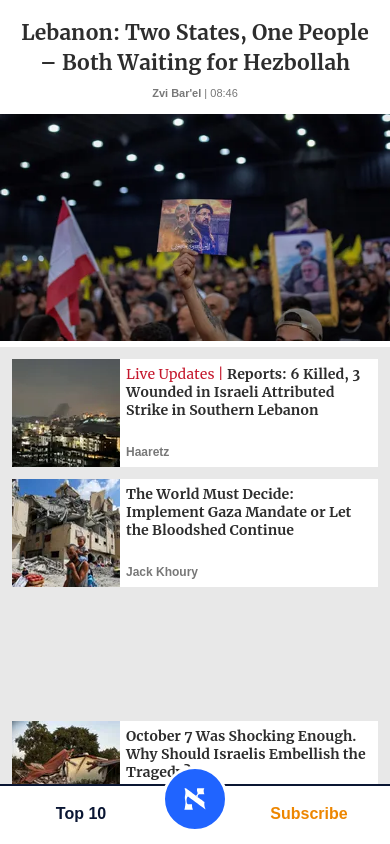 Lebanon: Two States, One People
– Both Waiting for Hezbollah
Zvi Bar'el | 08:46
Live Updates | Reports: 6 Killed, 3
Wounded in Israeli Attributed
Strike in Southern Lebanon
Haaretz
The World Must Decide:
Implement Gaza Mandate or Let
the Bloodshed Continue
Jack Khoury
October 7 Was Shocking Enough.
Why Should Israelis Embellish the
Tragedy?
Top 10
Subscribe